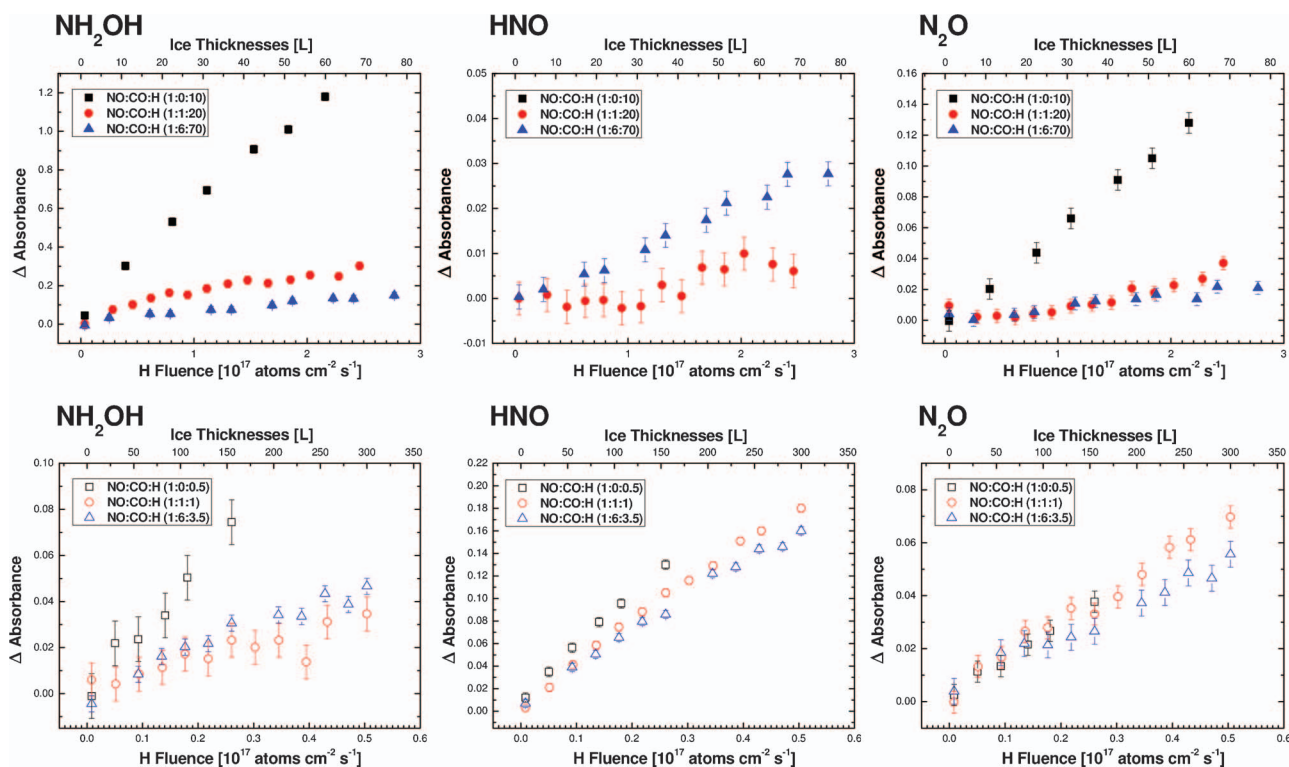 NH₂OH
Ice Thicknesses [L]
0 10 20 30 40 50 60 70 80
NO:CO:H (1:0:10)
NO:CO:H (1:1:20)
NO:CO:H (1:6:70)
Δ Absorbance
1.2
1.0
0.8
0.6
0.4
0.2
0.0
0 1 2 3
H Fluence [10¹⁷ atoms cm⁻² s⁻¹]
HNO
Ice Thicknesses [L]
0 10 20 30 40 50 60 70 80
NO:CO:H (1:0:10)
NO:CO:H (1:1:20)
NO:CO:H (1:6:70)
Δ Absorbance
0.05
0.04
0.03
0.02
0.01
0.00
-0.01
1 2 3
H Fluence [10¹⁷ atoms cm⁻² s⁻¹]
N₂O
Ice Thicknesses [L]
0 10 20 30 40 50 60 70 80
NO:CO:H (1:0:10)
NO:CO:H (1:1:20)
NO:CO:H (1:6:70)
Δ Absorbance
0.16
0.14
0.12
0.10
0.08
0.06
0.04
0.02
0.00
0 1 2 3
H Fluence [10¹⁷ atoms cm⁻² s⁻¹]
NH₂OH
Ice Thicknesses [L]
0 50 100 150 200 250 300 350
NO:CO:H (1:0:0.5)
NO:CO:H (1:1:1)
NO:CO:H (1:6:3.5)
Δ Absorbance
0.10
0.08
0.06
0.04
0.02
0.00
0.0 0.1 0.2 0.3 0.4 0.5 0.6
H Fluence [10¹⁷ atoms cm⁻² s⁻¹]
HNO
Ice Thicknesses [L]
0 50 100 150 200 250 300 350
NO:CO:H (1:0:0.5)
NO:CO:H (1:1:1)
NO:CO:H (1:6:3.5)
Δ Absorbance
0.22
0.20
0.18
0.16
0.14
0.12
0.10
0.08
0.06
0.04
0.02
0.00
0.0 0.1 0.2 0.3 0.4 0.5 0.6
H Fluence [10¹⁷ atoms cm⁻² s⁻¹]
N₂O
Ice Thicknesses [L]
0 50 100 150 200 250 300 350
NO:CO:H (1:0:0.5)
NO:CO:H (1:1:1)
NO:CO:H (1:6:3.5)
Δ Absorbance
0.08
0.06
0.04
0.02
0.00
0.0 0.1 0.2 0.3 0.4 0.5 0.6
H Fluence [10¹⁷ atoms cm⁻² s⁻¹]